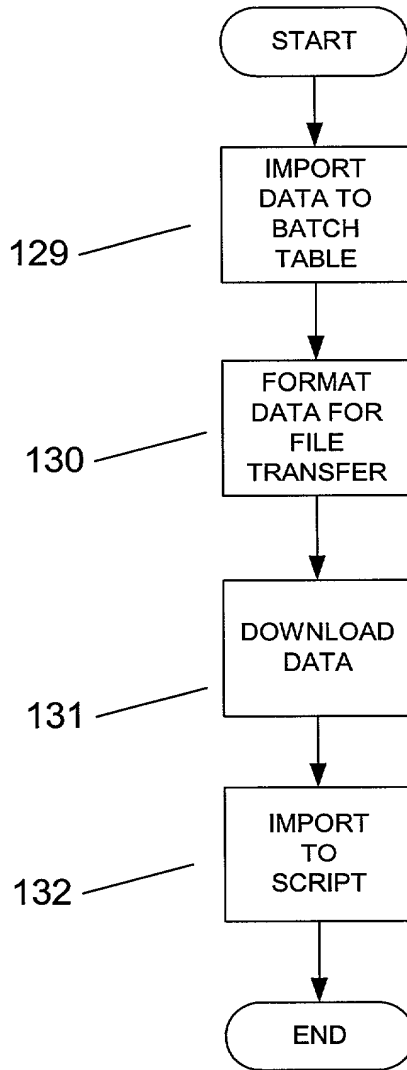 START
IMPORT
DATA TO
BATCH
TABLE
129
FORMAT
DATA FOR
FILE
TRANSFER
130
DOWNLOAD
DATA
131
IMPORT
TO
SCRIPT
132
END